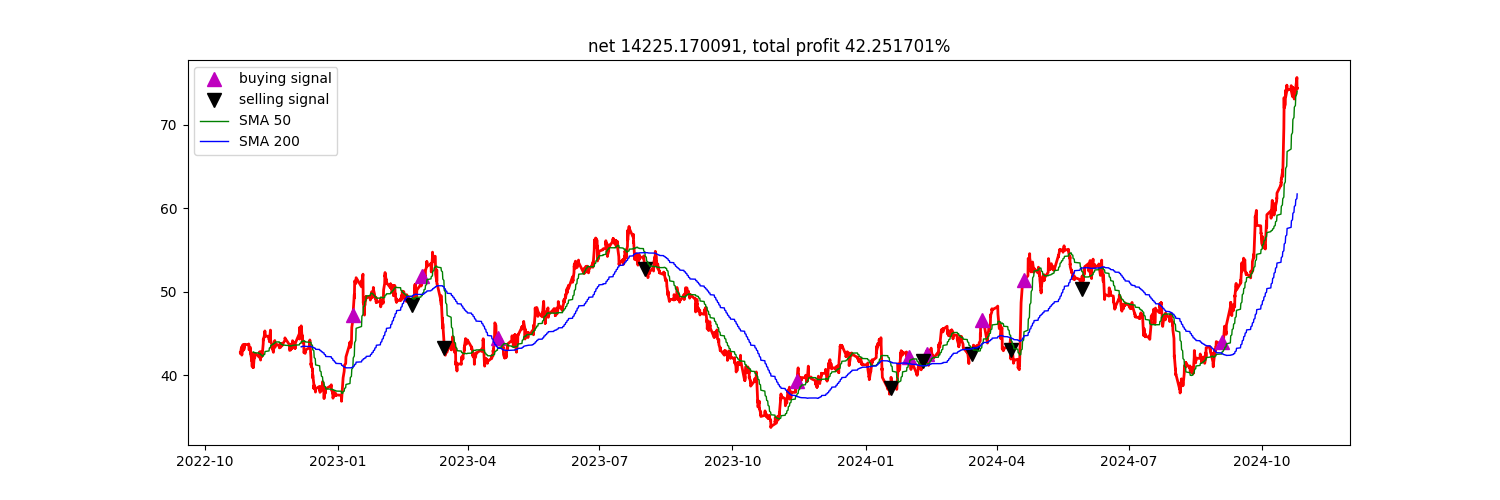 net 14225.170091, total profit 42.251701%
buying signal
selling signal
SMA 50
SMA 200
70
60
50
40
2022-10 2023-01 2023-04 2023-07 2023-10 2024-01 2024-04 2024-07 2024-10